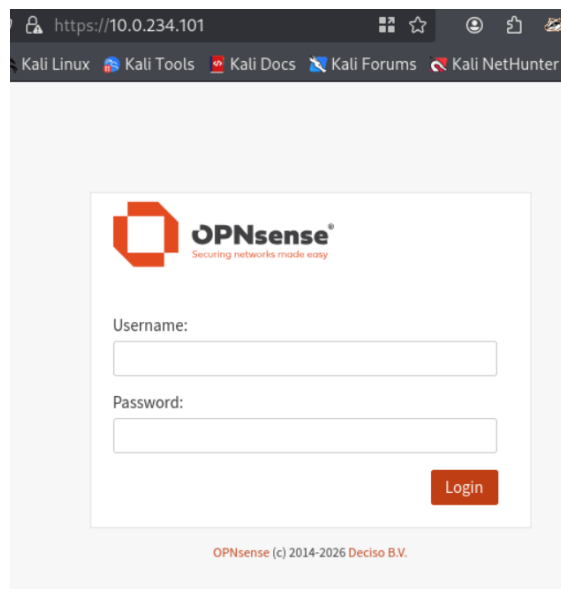 https://10.0.234.101
Kali Linux Kali Tools Kali Docs Kali Forums Kali NetHunter
OPNsense®
Securing networks made easy
Username:
Password:
Login
OPNsense (c) 2014-2026 Deciso B.V.